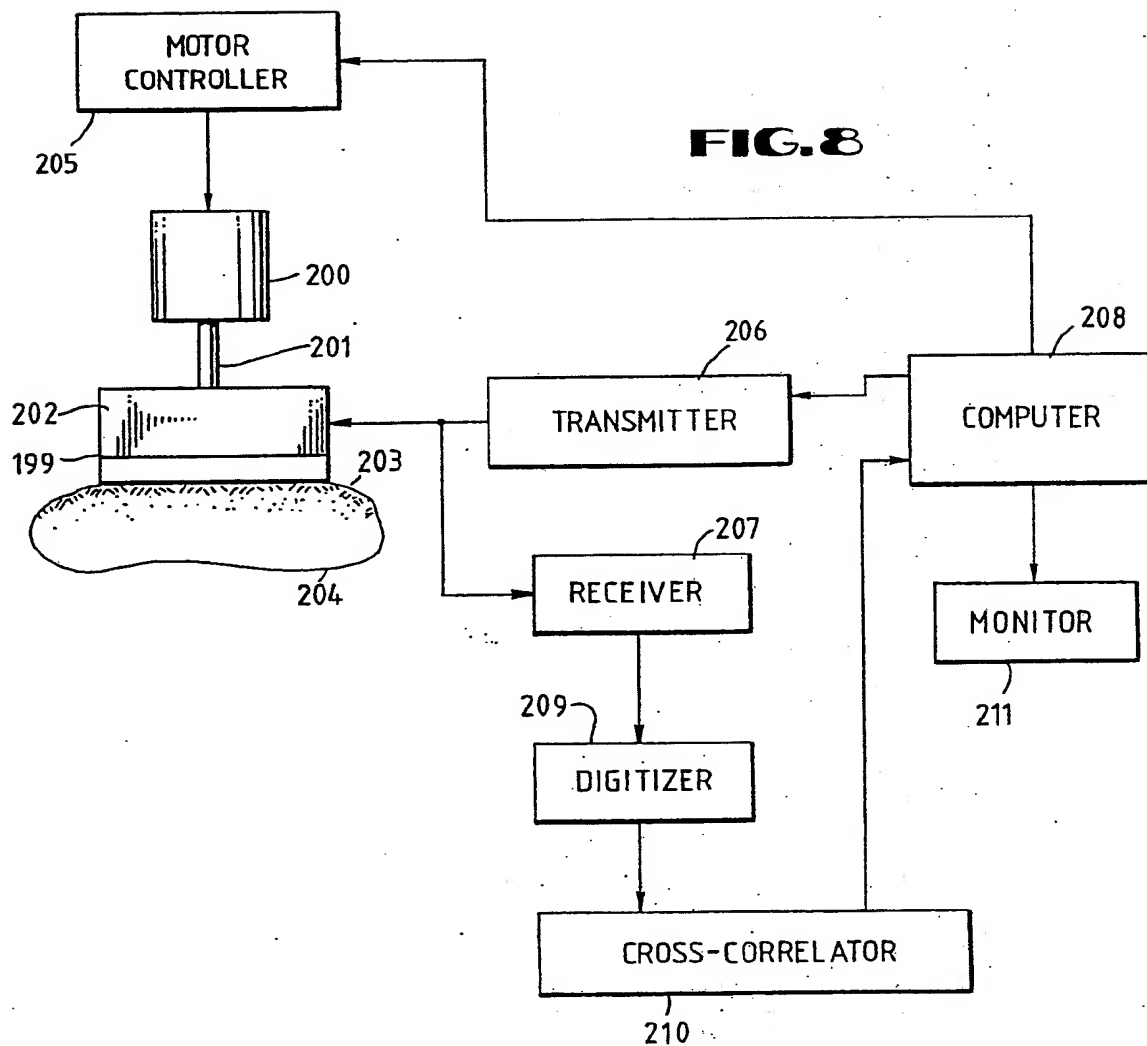 MOTOR
CONTROLLER
205
FIG.8
200
201
206
208
202
TRANSMITTER
COMPUTER
199
203
207
204
RECEIVER
MONITOR
211
209
DIGITIZER
CROSS-CORRELATOR
210